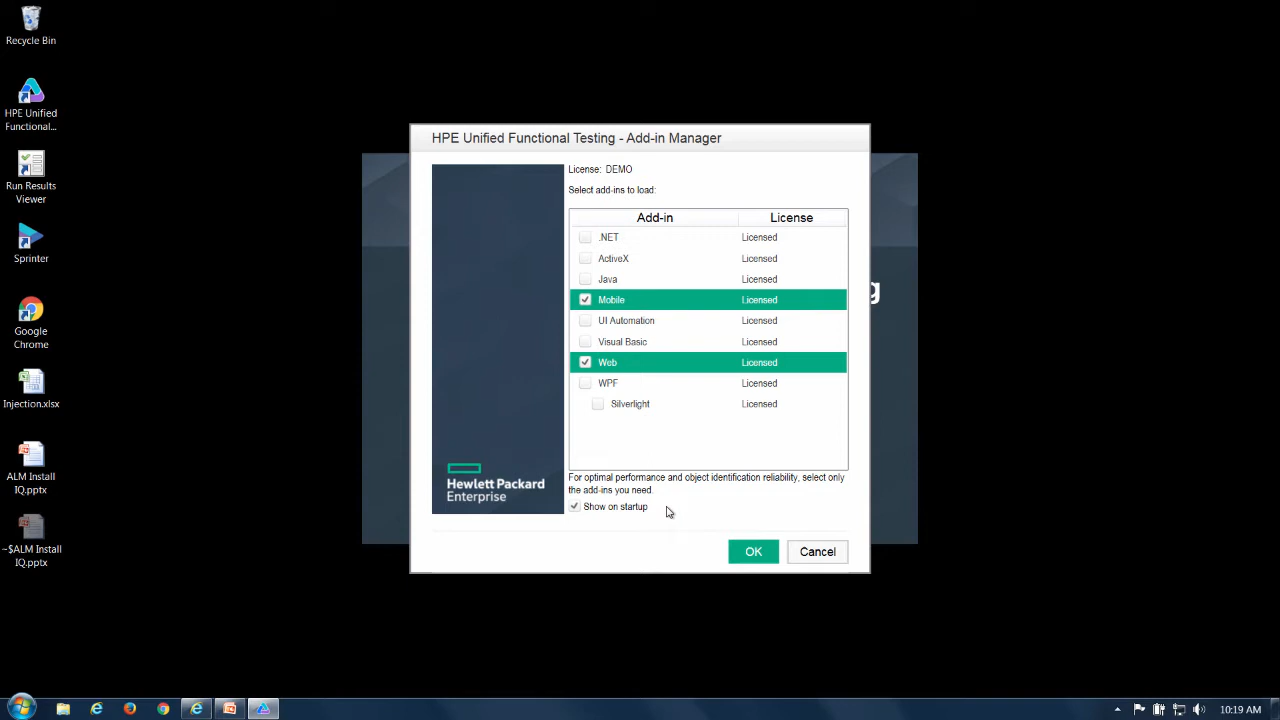 Recycle Bin
HPE Unified
Functional...
Run Results
Viewer
Sprinter
Google
Chrome
Injection.xlsx
ALM Install
IQ.pptx
~$ALM Install
IQ.pptx
HPE Unified Functional Testing - Add-in Manager
License: DEMO
Select add-ins to load:
Add-in License
.NET Licensed
ActiveX Licensed
Java Licensed
Mobile Licensed
UI Automation Licensed
Visual Basic Licensed
Web Licensed
WPF Licensed
Silverlight Licensed
For optimal performance and object identification reliability, select only
the add-ins you need.
Show on startup
Hewlett Packard
Enterprise
OK Cancel
g
10:19 AM